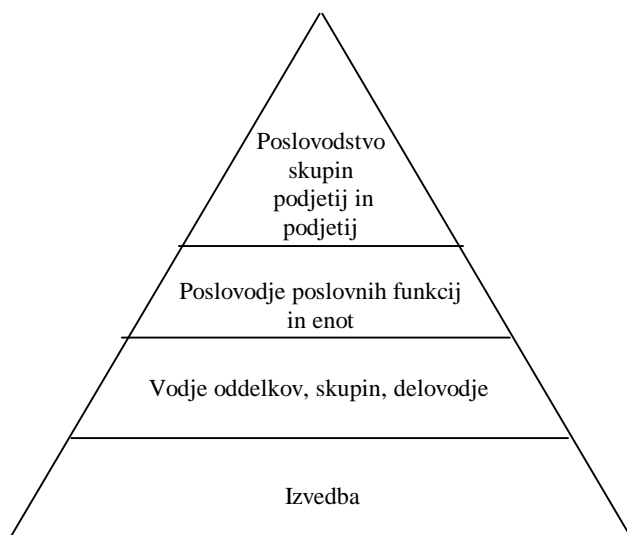 Poslovodstvo
skupin
podjetij in
podjetij
Poslovodje poslovnih funkcij
in enot
Vodje oddelkov, skupin, delovodje
Izvedba